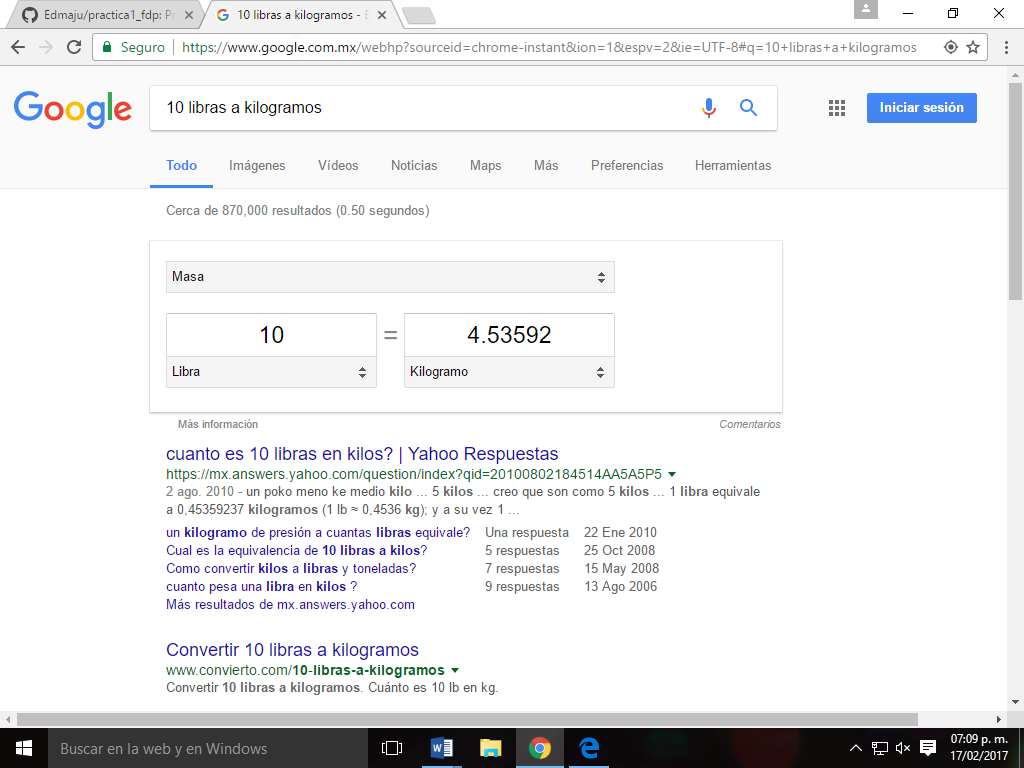 Edmaju/practica1_fdp: Pr
10 libras a kilogramos - B
Seguro
https://www.google.com.mx/webhp?sourceid=chrome-instant&ion=1&espv=2&ie=UTF-8#q=10+libras+a+kilogramos
Google
10 libras a kilogramos
Iniciar sesión
Todo Imágenes Vídeos Noticias Maps Más Preferencias Herramientas
Cerca de 870,000 resultados (0.50 segundos)
Masa
10 = 4.53592
Libra Kilogramo
Más información Comentarios
cuanto es 10 libras en kilos? | Yahoo Respuestas
https://mx.answers.yahoo.com/question/index?qid=20100802184514AA5A5P5
2 ago. 2010 - un poko meno ke medio kilo ... 5 kilos ... creo que son como 5 kilos ... 1 libra equivale
a 0,45359237 kilogramos (1 lb ≈ 0,4536 kg); y a su vez 1 ...
un kilogramo de presión a cuantas libras equivale? Una respuesta 22 Ene 2010
Cual es la equivalencia de 10 libras a kilos? 5 respuestas 25 Oct 2008
Como convertir kilos a libras y toneladas? 7 respuestas 15 May 2008
cuanto pesa una libra en kilos ? 9 respuestas 13 Ago 2006
Más resultados de mx.answers.yahoo.com
Convertir 10 libras a kilogramos
www.convierto.com/10-libras-a-kilogramos
Convertir 10 libras a kilogramos. Cuánto es 10 lb en kg.
Buscar en la web y en Windows
07:09 p. m.
17/02/2017